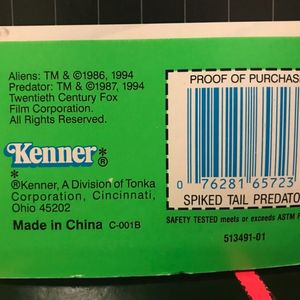 Aliens: TM & ©1986, 1994
Predator: TM & ©1987, 1994
Twentieth Century Fox
Film Corporation.
All Rights Reserved.
Kenner®
*
®Kenner, A Division of Tonka
Corporation, Cincinnati,
Ohio 45202
Made in China C-001B
PROOF OF PURCHAS
0 76281 65723
SPIKED TAIL PREDATO
SAFETY TESTED meets or exceeds ASTM F
513491-01